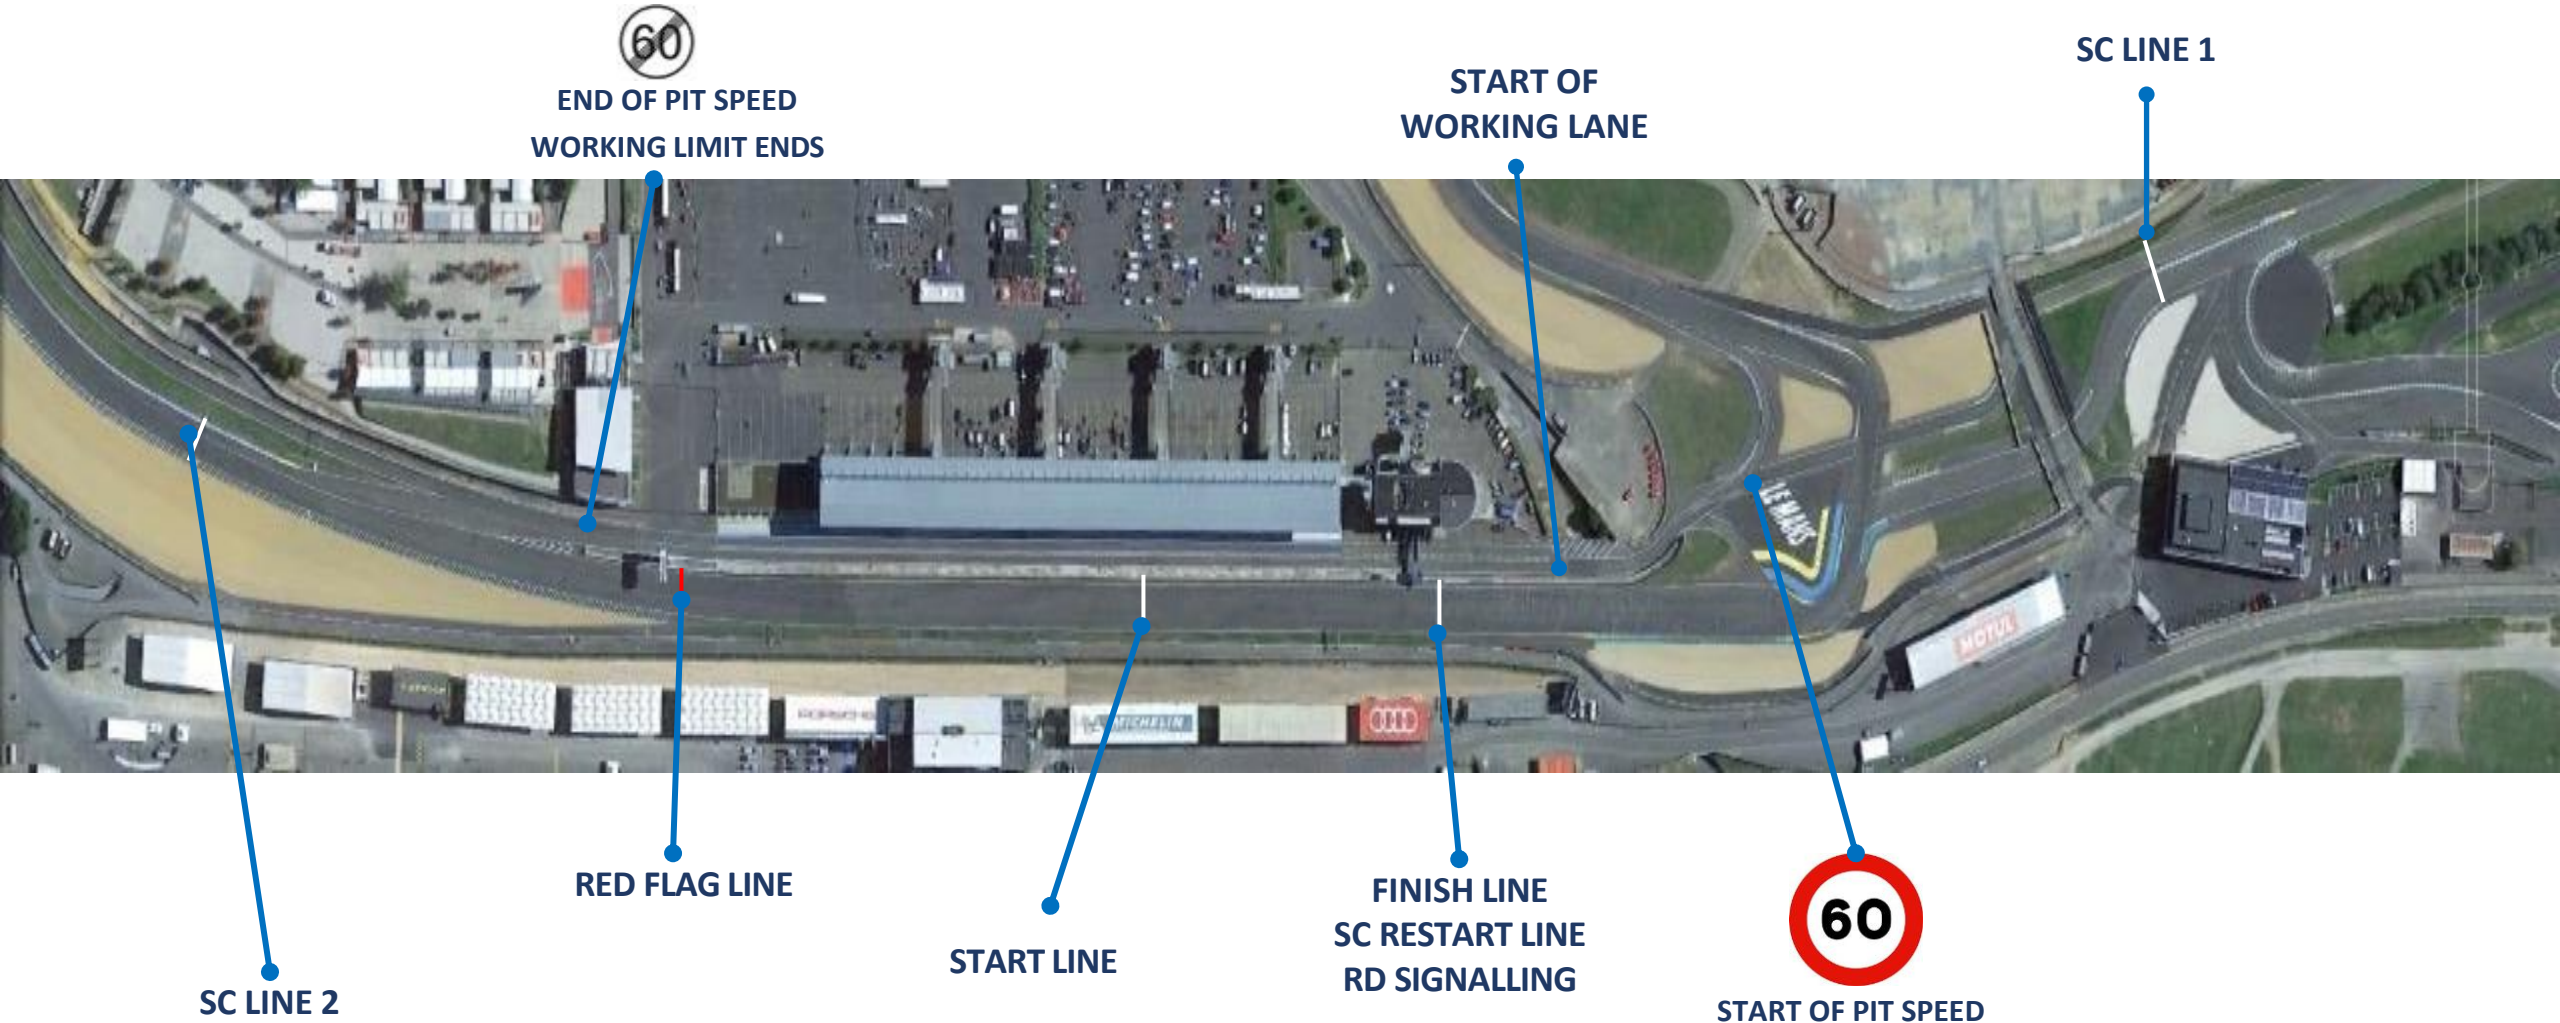 60
END OF PIT SPEED
WORKING LIMIT ENDS
START OF
WORKING LANE
SC LINE 1
LE MANS
MOTUL
PORSCHE
MICHELIN
RED FLAG LINE
START LINE
FINISH LINE
SC RESTART LINE
RD SIGNALLING
60
START OF PIT SPEED
SC LINE 2